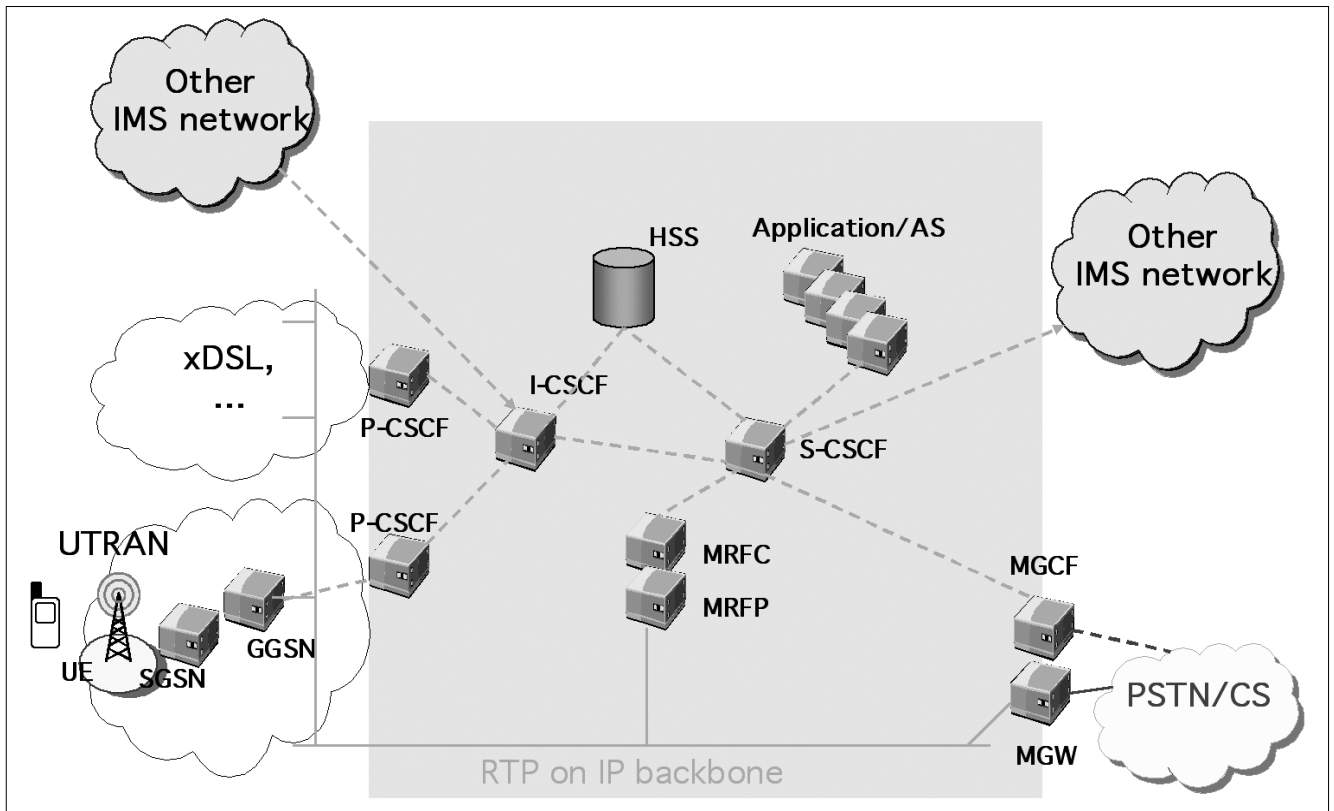 Other
IMS network
HSS
Application/AS
Other
IMS network
xDSL,
...
I-CSCF
P-CSCF
S-CSCF
P-CSCF
UTRAN
MRFC
MGCF
MRFP
GGSN
UE
SGSN
PSTN/CS
MGW
RTP on IP backbone